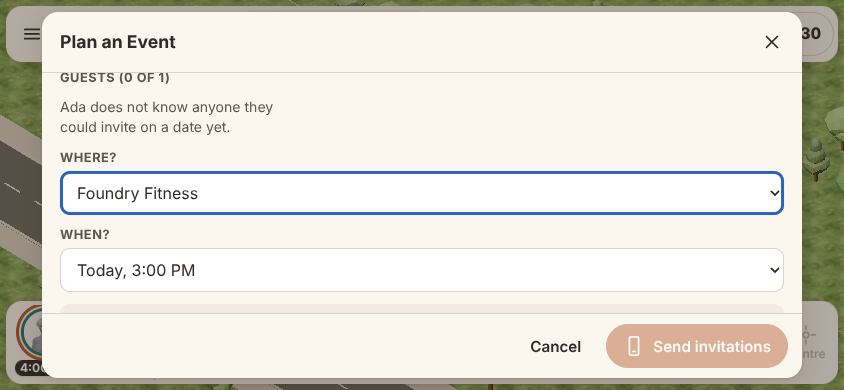 Plan an Event
30
GUESTS (0 OF 1)
Ada does not know anyone they
could invite on a date yet.
WHERE?
Foundry Fitness
WHEN?
Today, 3:00 PM
Cancel
Send invitations